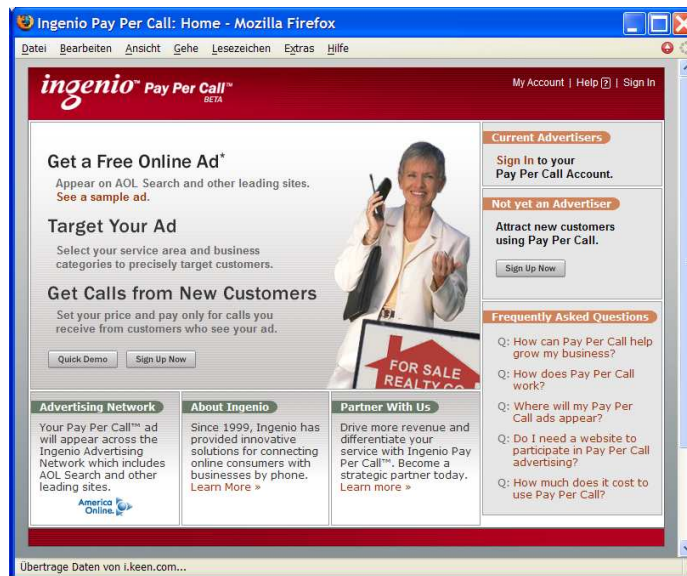 Ingenio Pay Per Call: Home - Mozilla Firefox
Datei Bearbeiten Ansicht Gehe Lesezeichen Extras Hilfe
ingenio™ Pay Per Call™
BETA
My Account | Help [?] | Sign In
Get a Free Online Ad*
Appear on AOL Search and other leading sites.
See a sample ad.
Target Your Ad
Select your service area and business
categories to precisely target customers.
Get Calls from New Customers
Set your price and pay only for calls you
receive from customers who see your ad.
Quick Demo Sign Up Now
FOR SALE
REALTY CO.
Current Advertisers
Sign In to your
Pay Per Call Account.
Not yet an Advertiser
Attract new customers
using Pay Per Call.
Sign Up Now
Frequently Asked Questions
Q: How can Pay Per Call help
grow my business?
Q: How does Pay Per Call
work?
Q: Where will my Pay Per
Call ads appear?
Q: Do I need a website to
participate in Pay Per Call
advertising?
Q: How much does it cost to
use Pay Per Call?
Advertising Network
Your Pay Per Call™ ad
will appear across the
Ingenio Advertising
Network which includes
AOL Search and other
leading sites.
America
Online.
About Ingenio
Since 1999, Ingenio has
provided innovative
solutions for connecting
online consumers with
businesses by phone.
Learn More »
Partner With Us
Drive more revenue and
differentiate your
service with Ingenio Pay
Per Call™. Become a
strategic partner today.
Learn more »
Übertrage Daten von i.keen.com...